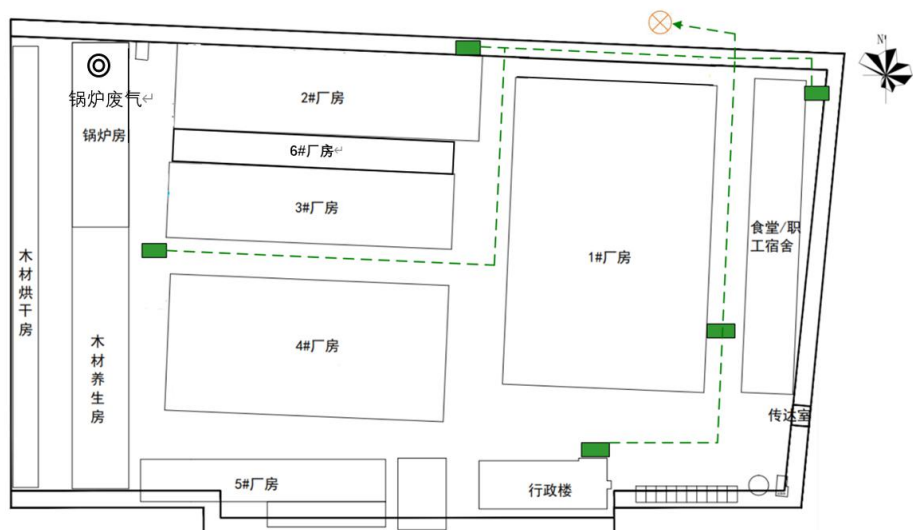 N
锅炉废气↵
锅炉房
2#厂房
6#厂房↵
3#厂房
食堂/职
工宿舍
1#厂房
木材烘干房
木材养生房
4#厂房
传达室
5#厂房
行政楼